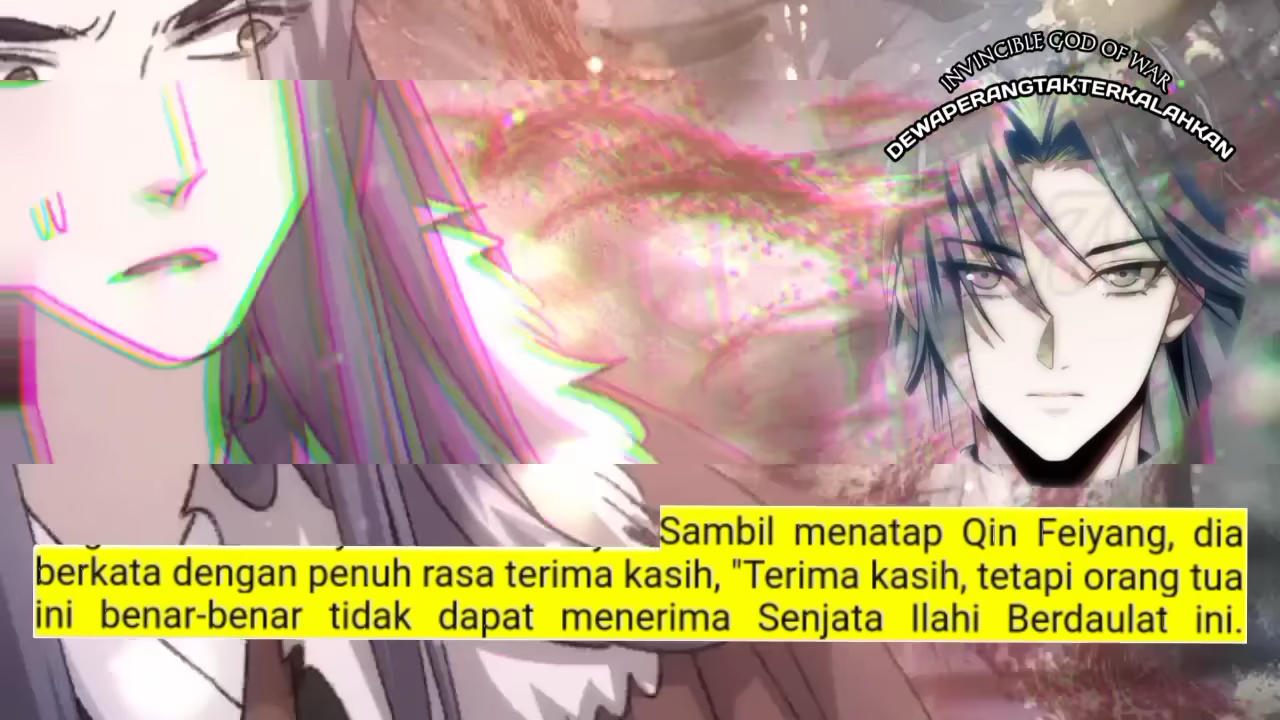 INVINCIBLE GOD OF WAR
DEWAPERANGTAKTERKALAHKAN
Sambil menatap Qin Feiyang, dia
berkata dengan penuh rasa terima kasih, "Terima kasih, tetapi orang tua
ini benar-benar tidak dapat menerima Senjata Ilahi Berdaulat ini.